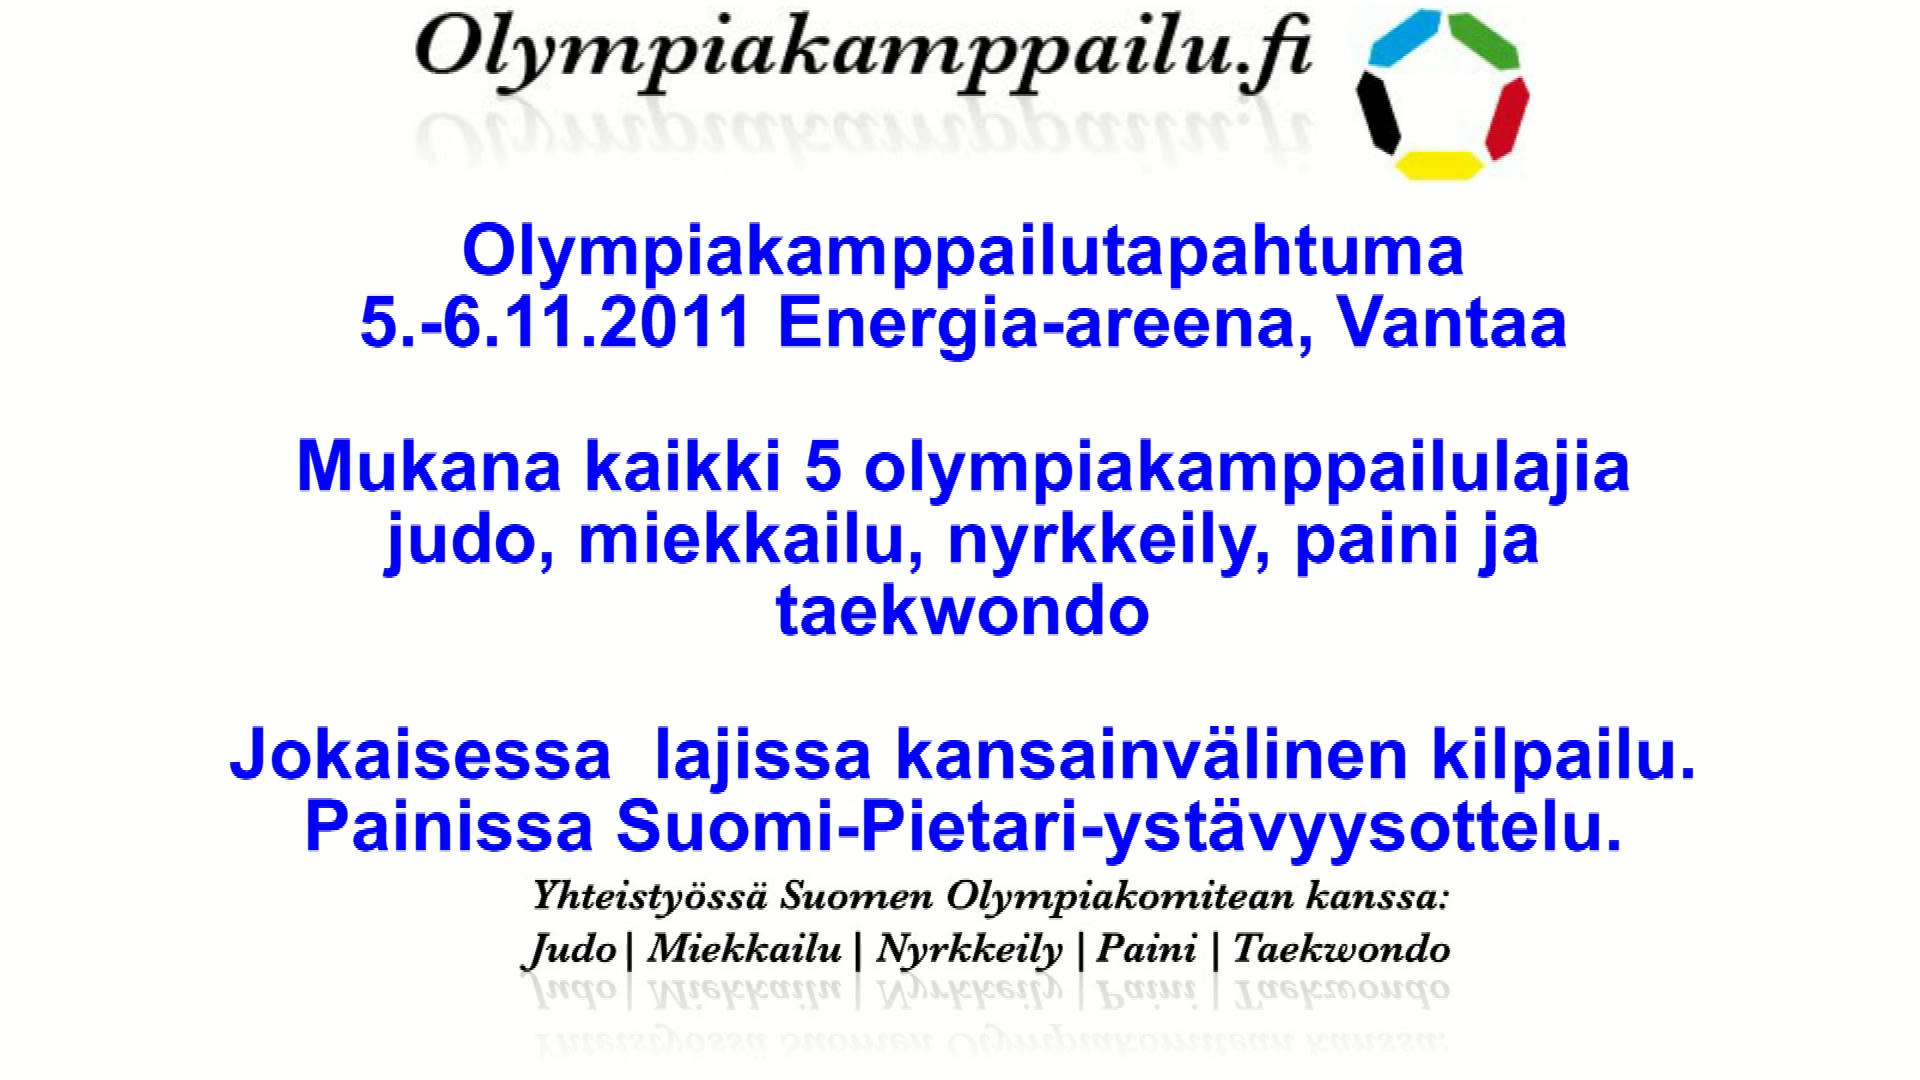 Olympiakamppailu.fi
Olympiakamppailutapahtuma
5.-6.11.2011 Energia-areena, Vantaa
Mukana kaikki 5 olympiakamppailulajia
judo, miekkailu, nyrkkeily, paini ja
taekwondo
Jokaisessa  lajissa kansainvälinen kilpailu.
Painissa Suomi-Pietari-ystävyysottelu.
Yhteistyössä Suomen Olympiakomitean kanssa:
Judo | Miekkailu | Nyrkkeily | Paini | Taekwondo